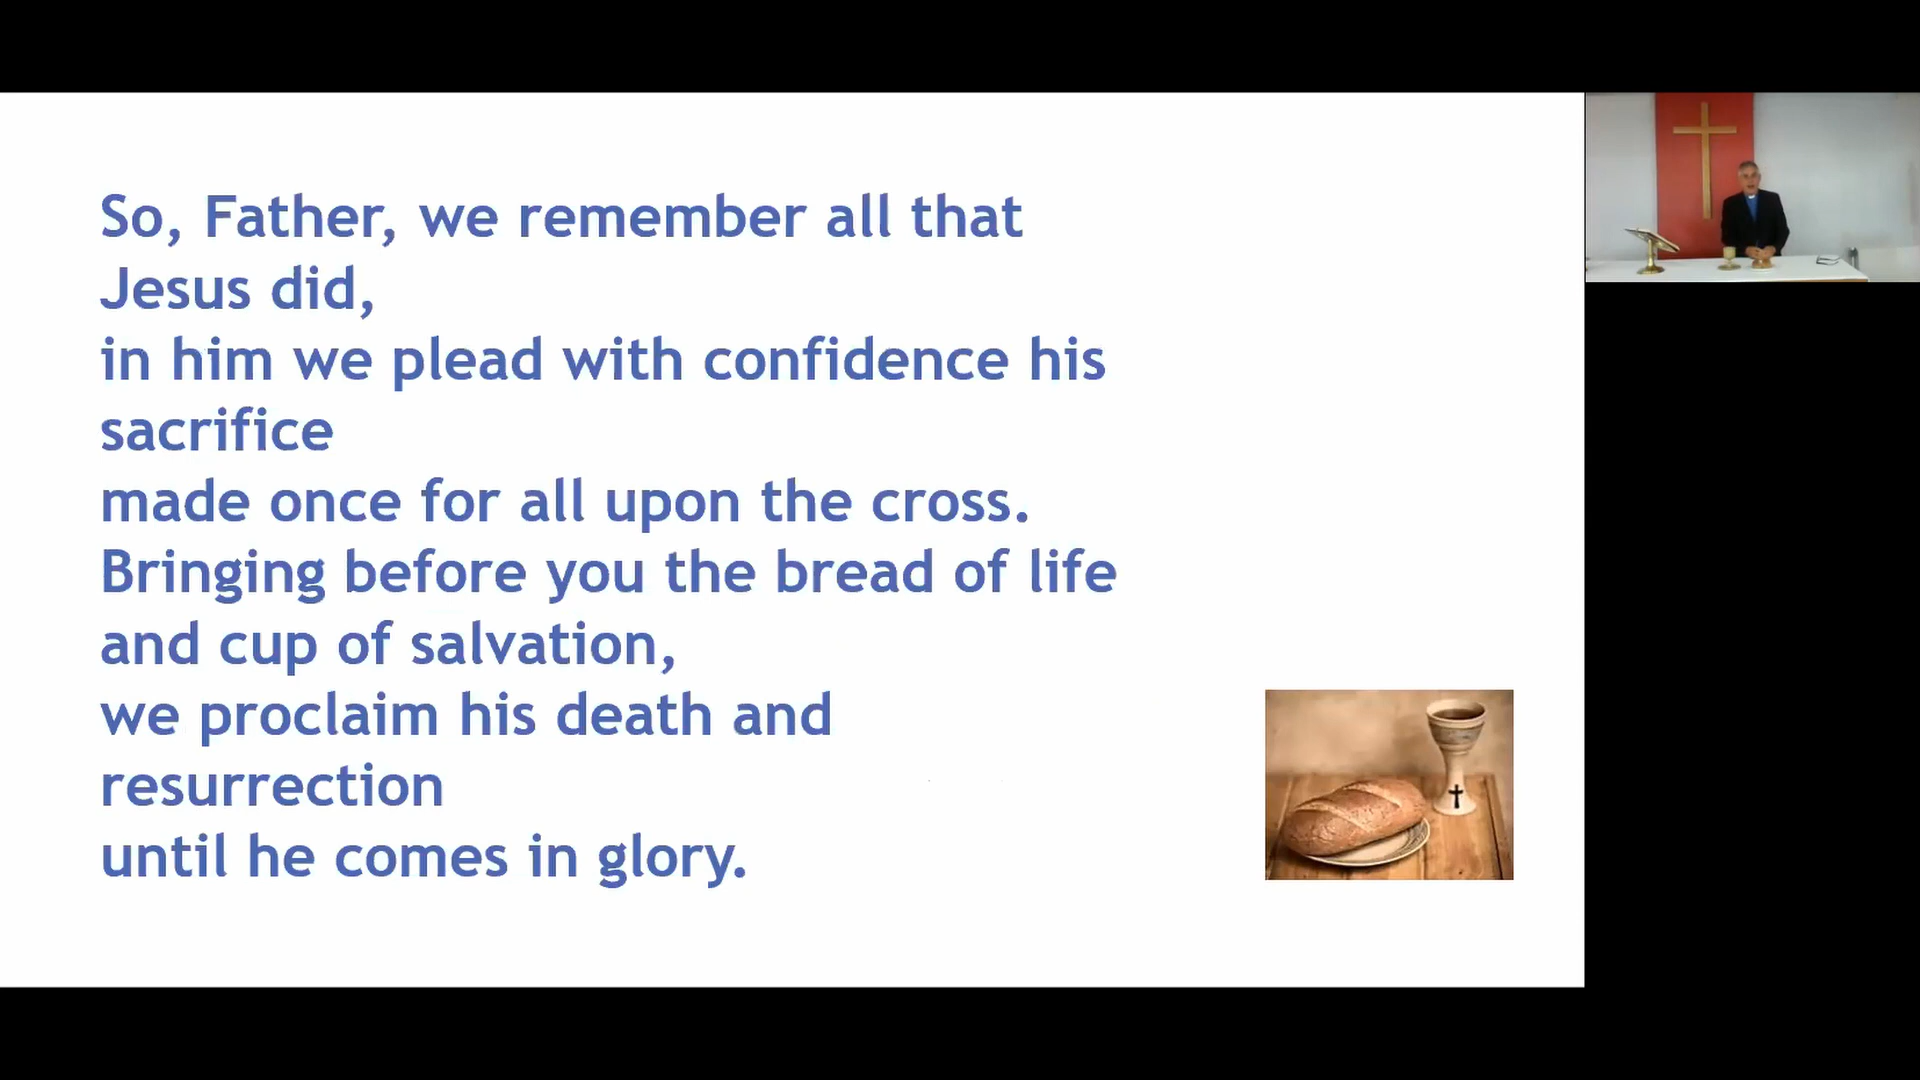 So, Father, we remember all that
Jesus did,
in him we plead with confidence his
sacrifice
made once for all upon the cross.
Bringing before you the bread of life
and cup of salvation,
we proclaim his death and
resurrection
until he comes in glory.